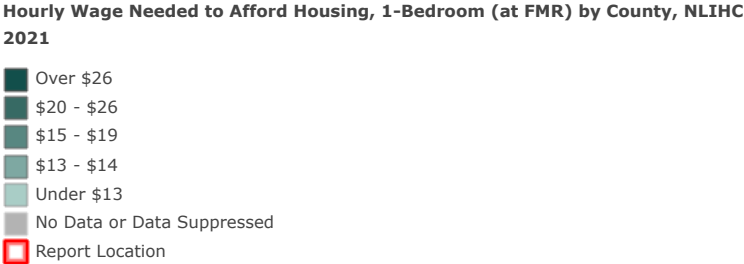 Hourly Wage Needed to Afford Housing, 1-Bedroom (at FMR) by County, NLIHC
2021
Over $26
$20 - $26
$15 - $19
$13 - $14
Under $13
No Data or Data Suppressed
Report Location